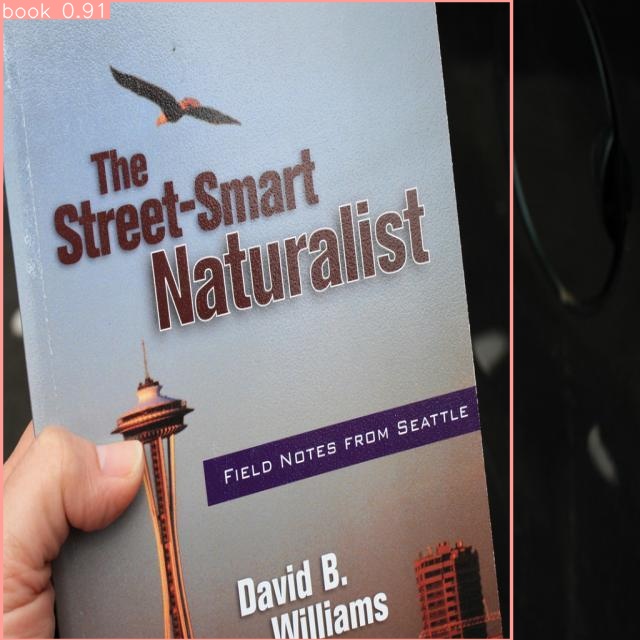 book 0.91
The
Street-Smart
Naturalist
FIELD NOTES FROM SEATTLE
David B.
Williams